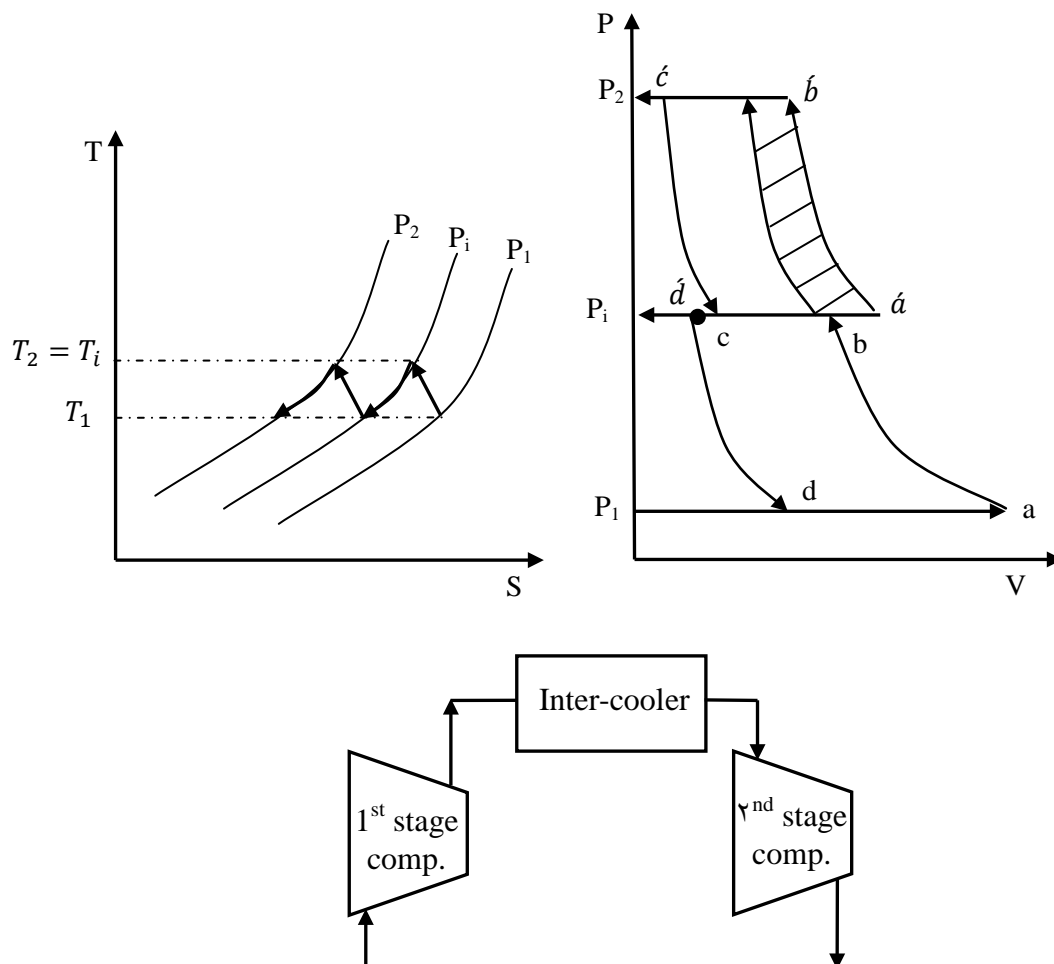 T
P₂
Pᵢ
P₁
T₂ = Tᵢ
T₁
S
P
P₂
ć
b́
Pᵢ
d́
c
b
á
P₁
d
a
V
Inter-cooler
1ˢᵗ stage
comp.
٢ⁿᵈ stage
comp.